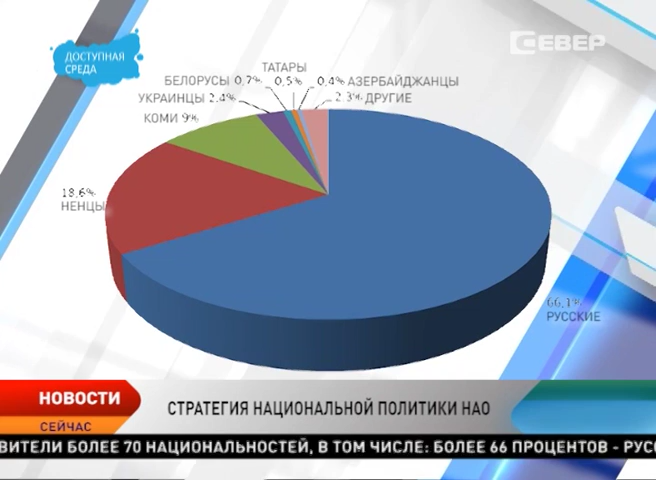 ДОСТУПНАЯ
СРЕДА
СЕВЕР
ТАТАРЫ
БЕЛОРУСЫ 0,7% 0,5% 0,4% АЗЕРБАЙДЖАНЦЫ
УКРАИНЦЫ 2,4% 2,3% ДРУГИЕ
КОМИ 9%
18,6%
НЕНЦЫ
66,1%
РУССКИЕ
НОВОСТИ
СТРАТЕГИЯ НАЦИОНАЛЬНОЙ ПОЛИТИКИ НАО
СЕЙЧАС
ВИТЕЛИ БОЛЕЕ 70 НАЦИОНАЛЬНОСТЕЙ, В ТОМ ЧИСЛЕ: БОЛЕЕ 66 ПРОЦЕНТОВ - РУСС